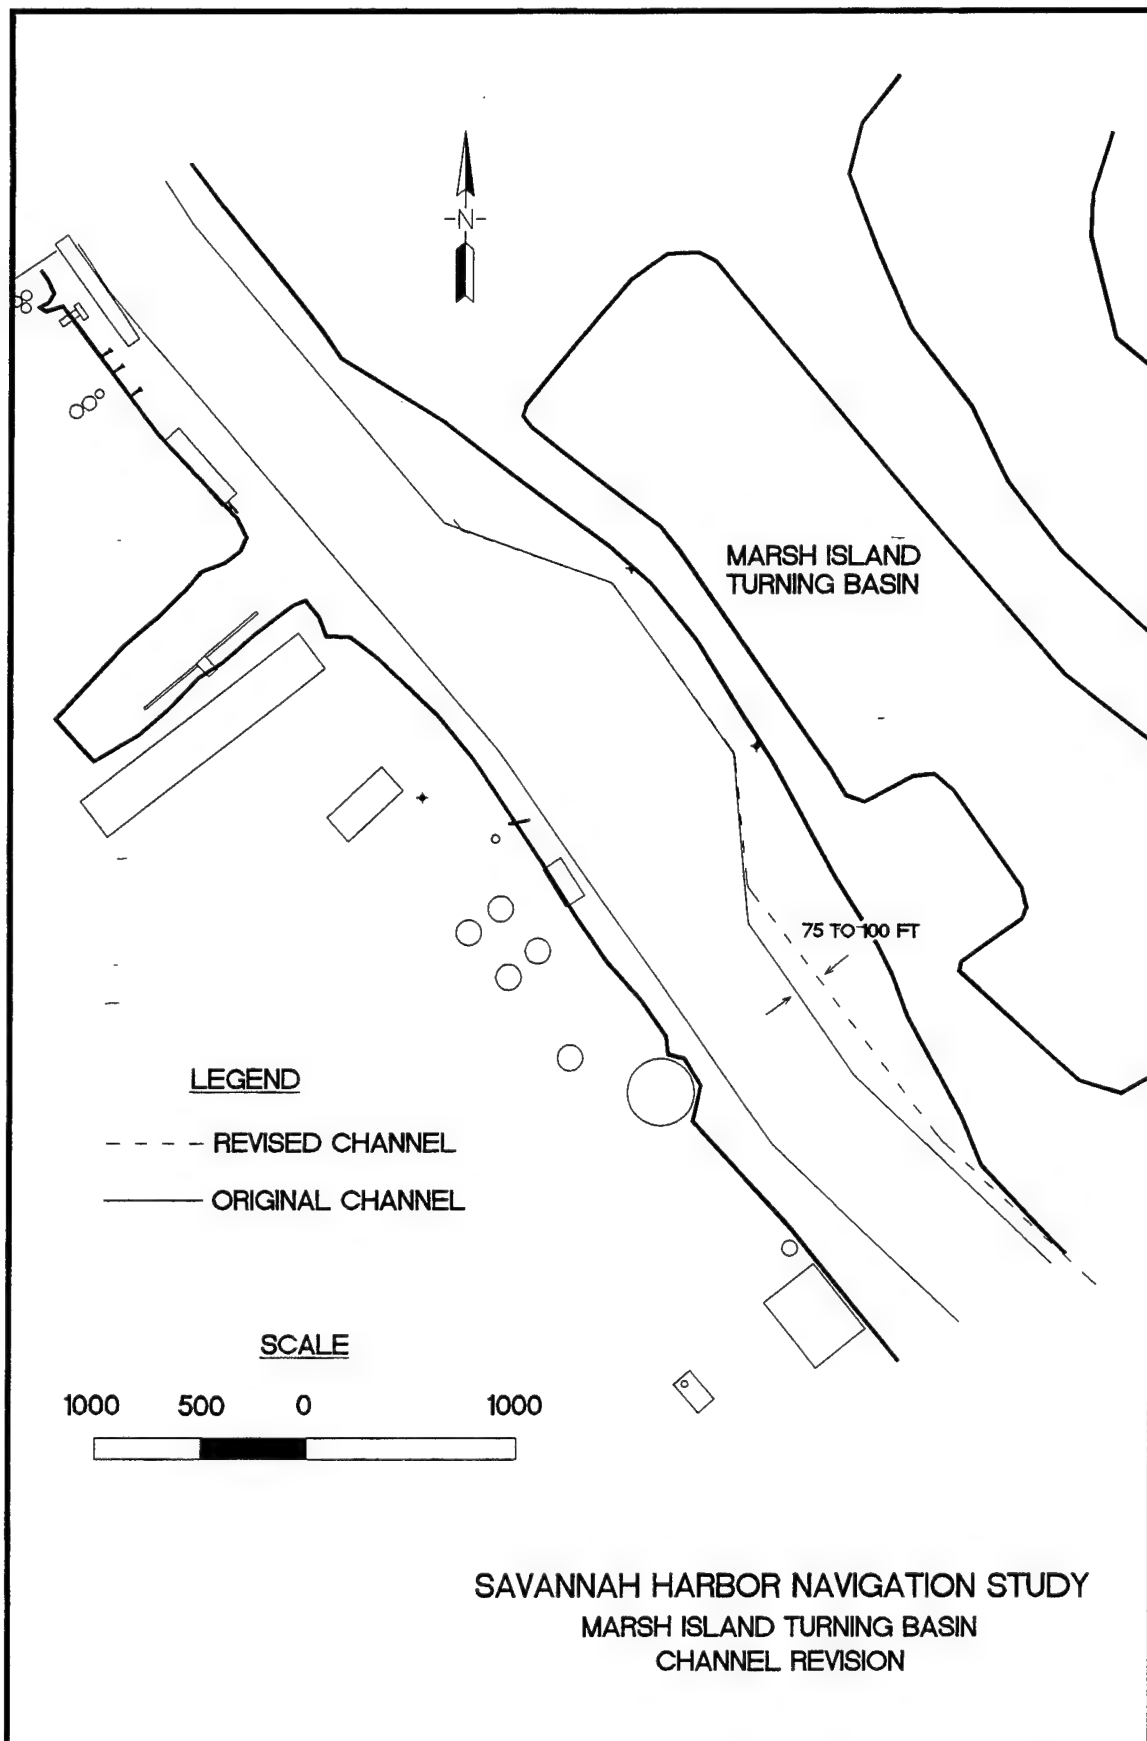 -N-
MARSH ISLAND
TURNING BASIN
75 TO 100 FT
LEGEND
REVISED CHANNEL
ORIGINAL CHANNEL
SCALE
1000 500 0 1000
SAVANNAH HARBOR NAVIGATION STUDY
MARSH ISLAND TURNING BASIN
CHANNEL REVISION